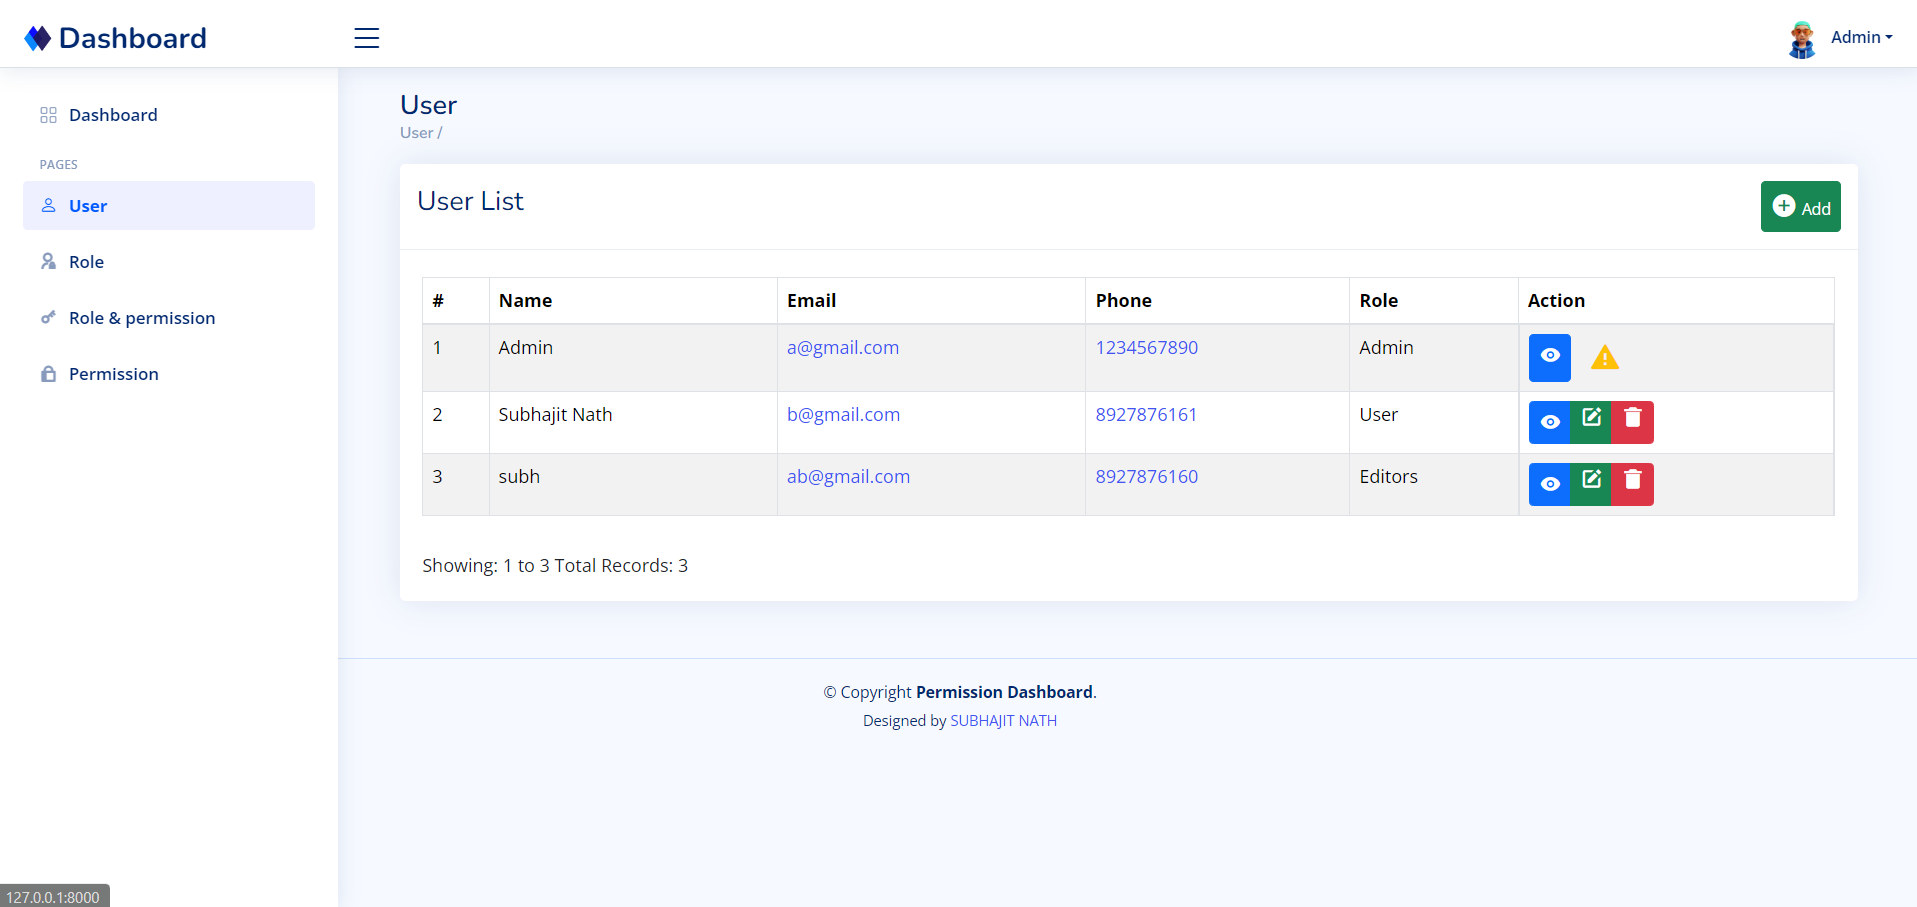 Dashboard
Admin
Dashboard
PAGES
User
Role
Role & permission
Permission
User
User /
User List
Add
# Name Email Phone Role Action
1 Admin a@gmail.com 1234567890 Admin
2 Subhajit Nath b@gmail.com 8927876161 User
3 subh ab@gmail.com 8927876160 Editors
Showing: 1 to 3 Total Records: 3
© Copyright Permission Dashboard.
Designed by SUBHAJIT NATH
127.0.0.1:8000